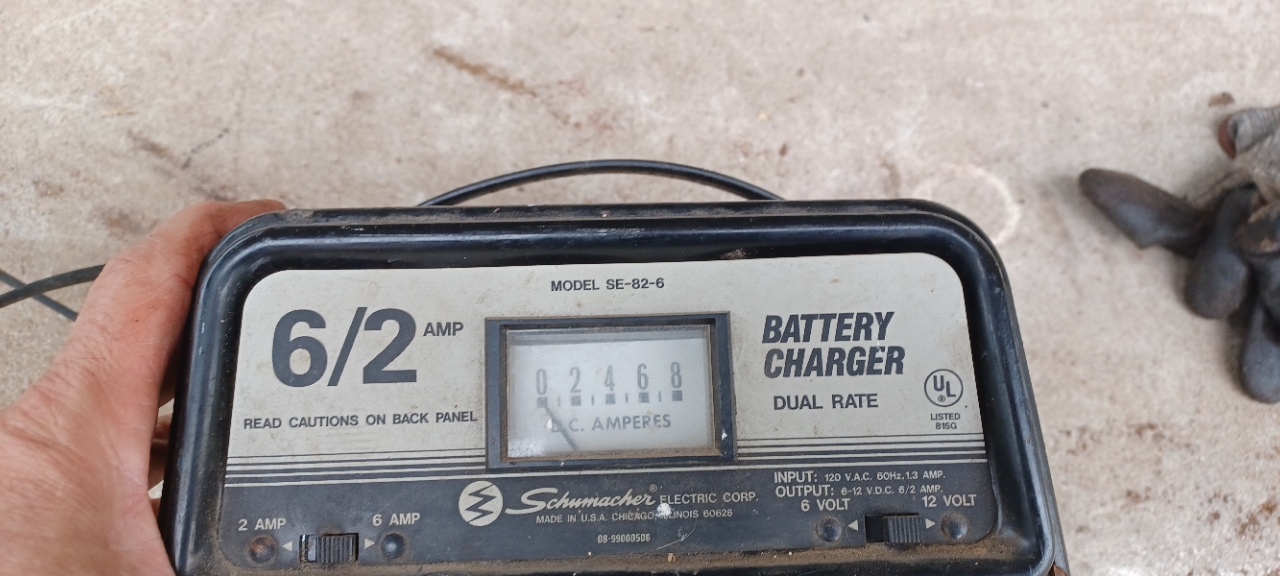 MODEL SE-82-6
6/2 AMP
READ CAUTIONS ON BACK PANEL
0 2 4 6 8
D.C. AMPERES
BATTERY
CHARGER
DUAL RATE
UL
®
LISTED
815G
INPUT: 120 V.A.C. 60Hz.1.3 AMP.
OUTPUT: 6-12 V.D.C. 6/2 AMP.
Schumacher® ELECTRIC CORP.
MADE IN U.S.A. CHICAGO, ILLINOIS 60626
08-99000506
2 AMP
6 AMP
6 VOLT
12 VOLT